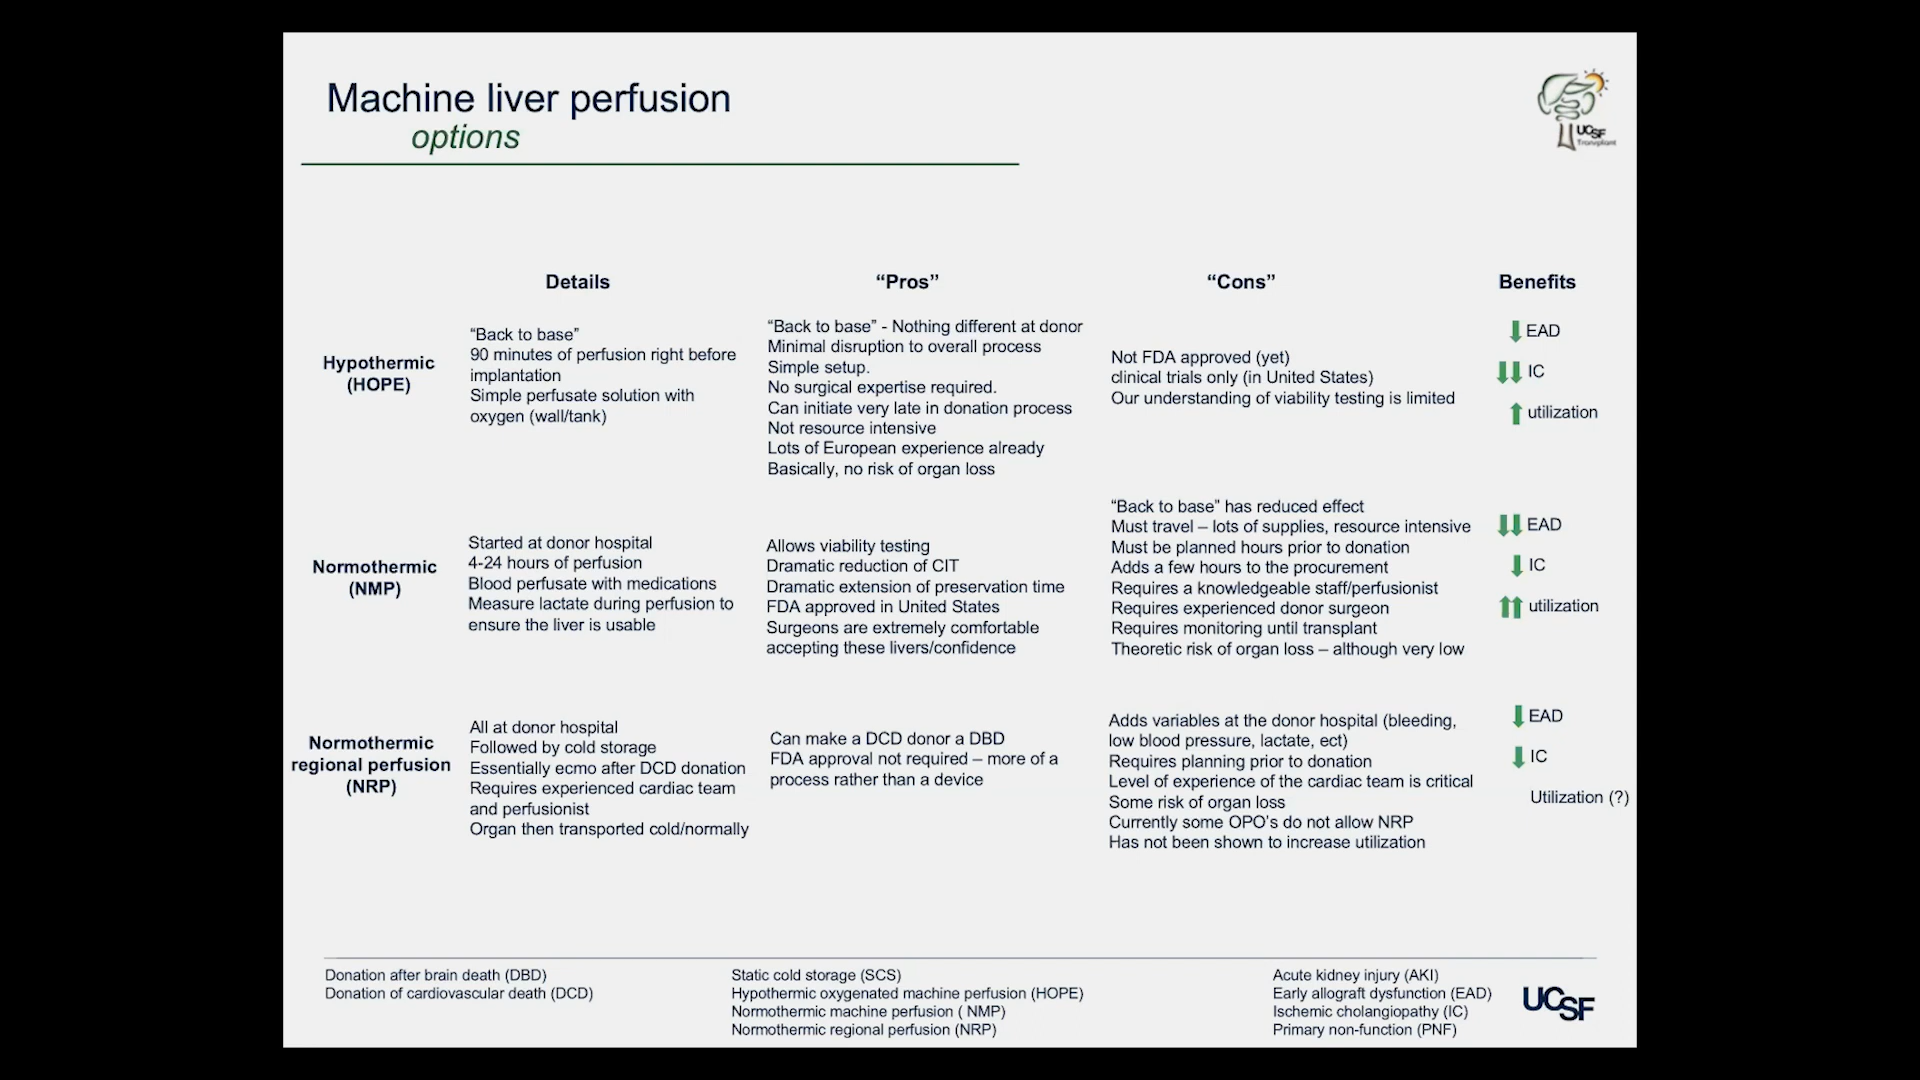 Machine liver perfusion
options
UCSF
Transplant
Details
“Pros”
“Cons”
Benefits
Hypothermic
(HOPE)
“Back to base”
90 minutes of perfusion right before
implantation
Simple perfusate solution with
oxygen (wall/tank)
“Back to base” - Nothing different at donor
Minimal disruption to overall process
Simple setup.
No surgical expertise required.
Can initiate very late in donation process
Not resource intensive
Lots of European experience already
Basically, no risk of organ loss
Not FDA approved (yet)
clinical trials only (in United States)
Our understanding of viability testing is limited
EAD
IC
utilization
Normothermic
(NMP)
Started at donor hospital
4-24 hours of perfusion
Blood perfusate with medications
Measure lactate during perfusion to
ensure the liver is usable
Allows viability testing
Dramatic reduction of CIT
Dramatic extension of preservation time
FDA approved in United States
Surgeons are extremely comfortable
accepting these livers/confidence
“Back to base” has reduced effect
Must travel – lots of supplies, resource intensive
Must be planned hours prior to donation
Adds a few hours to the procurement
Requires a knowledgeable staff/perfusionist
Requires experienced donor surgeon
Requires monitoring until transplant
Theoretic risk of organ loss – although very low
EAD
IC
utilization
Normothermic
regional perfusion
(NRP)
All at donor hospital
Followed by cold storage
Essentially ecmo after DCD donation
Requires experienced cardiac team
and perfusionist
Organ then transported cold/normally
Can make a DCD donor a DBD
FDA approval not required – more of a
process rather than a device
Adds variables at the donor hospital (bleeding,
low blood pressure, lactate, ect)
Requires planning prior to donation
Level of experience of the cardiac team is critical
Some risk of organ loss
Currently some OPO’s do not allow NRP
Has not been shown to increase utilization
EAD
IC
Utilization (?)
Donation after brain death (DBD)
Donation of cardiovascular death (DCD)
Static cold storage (SCS)
Hypothermic oxygenated machine perfusion (HOPE)
Normothermic machine perfusion ( NMP)
Normothermic regional perfusion (NRP)
Acute kidney injury (AKI)
Early allograft dysfunction (EAD)
Ischemic cholangiopathy (IC)
Primary non-function (PNF)
UCSF